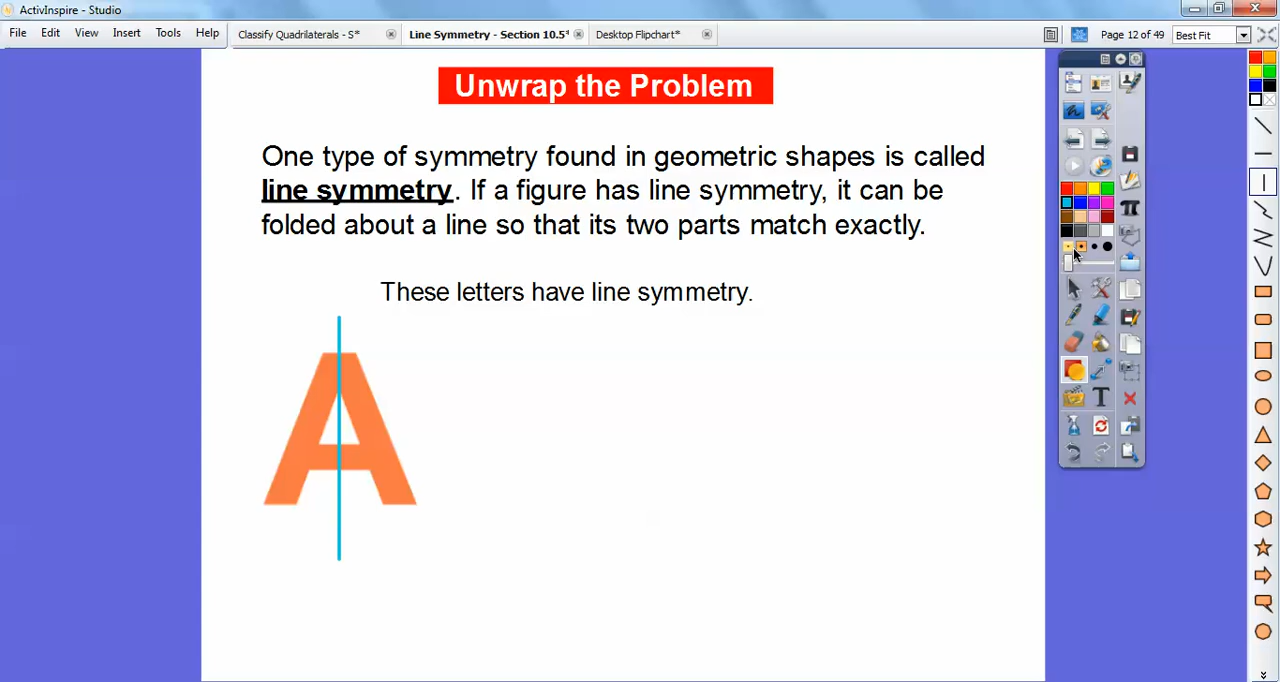 ActivInspire - Studio
File Edit View Insert Tools Help
Classify Quadrilaterals - S*
Line Symmetry - Section 10.5*
Desktop Flipchart*
Page 12 of 49
Best Fit
Unwrap the Problem
One type of symmetry found in geometric shapes is called
line symmetry. If a figure has line symmetry, it can be
folded about a line so that its two parts match exactly.
These letters have line symmetry.
A